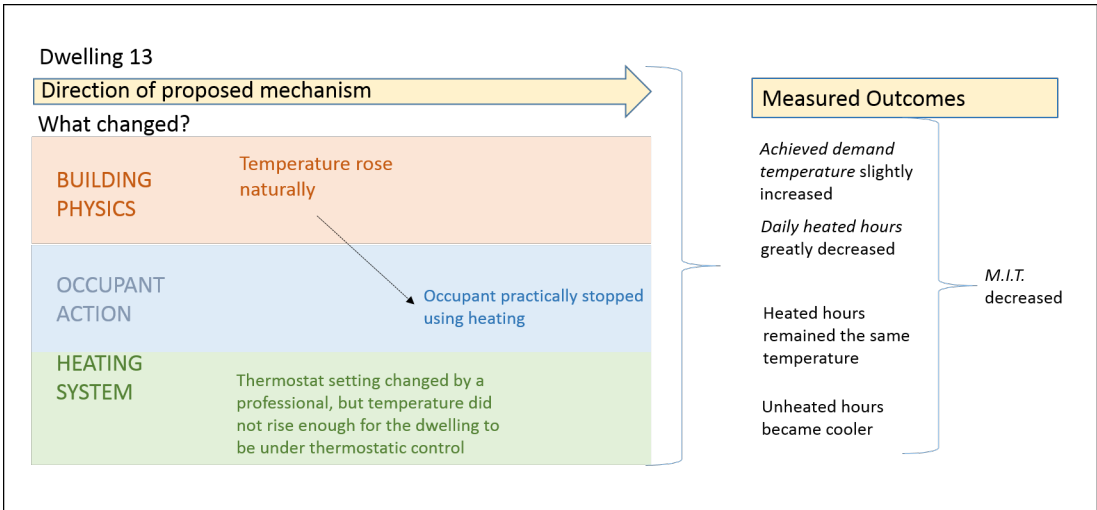 Dwelling 13
Direction of proposed mechanism
What changed?
BUILDING
PHYSICS
Temperature rose
naturally
OCCUPANT
ACTION
Occupant practically stopped
using heating
HEATING
SYSTEM
Thermostat setting changed by a
professional, but temperature did
not rise enough for the dwelling to
be under thermostatic control
Measured Outcomes
Achieved demand
temperature slightly
increased
Daily heated hours
greatly decreased
Heated hours
remained the same
temperature
Unheated hours
became cooler
M.I.T.
decreased